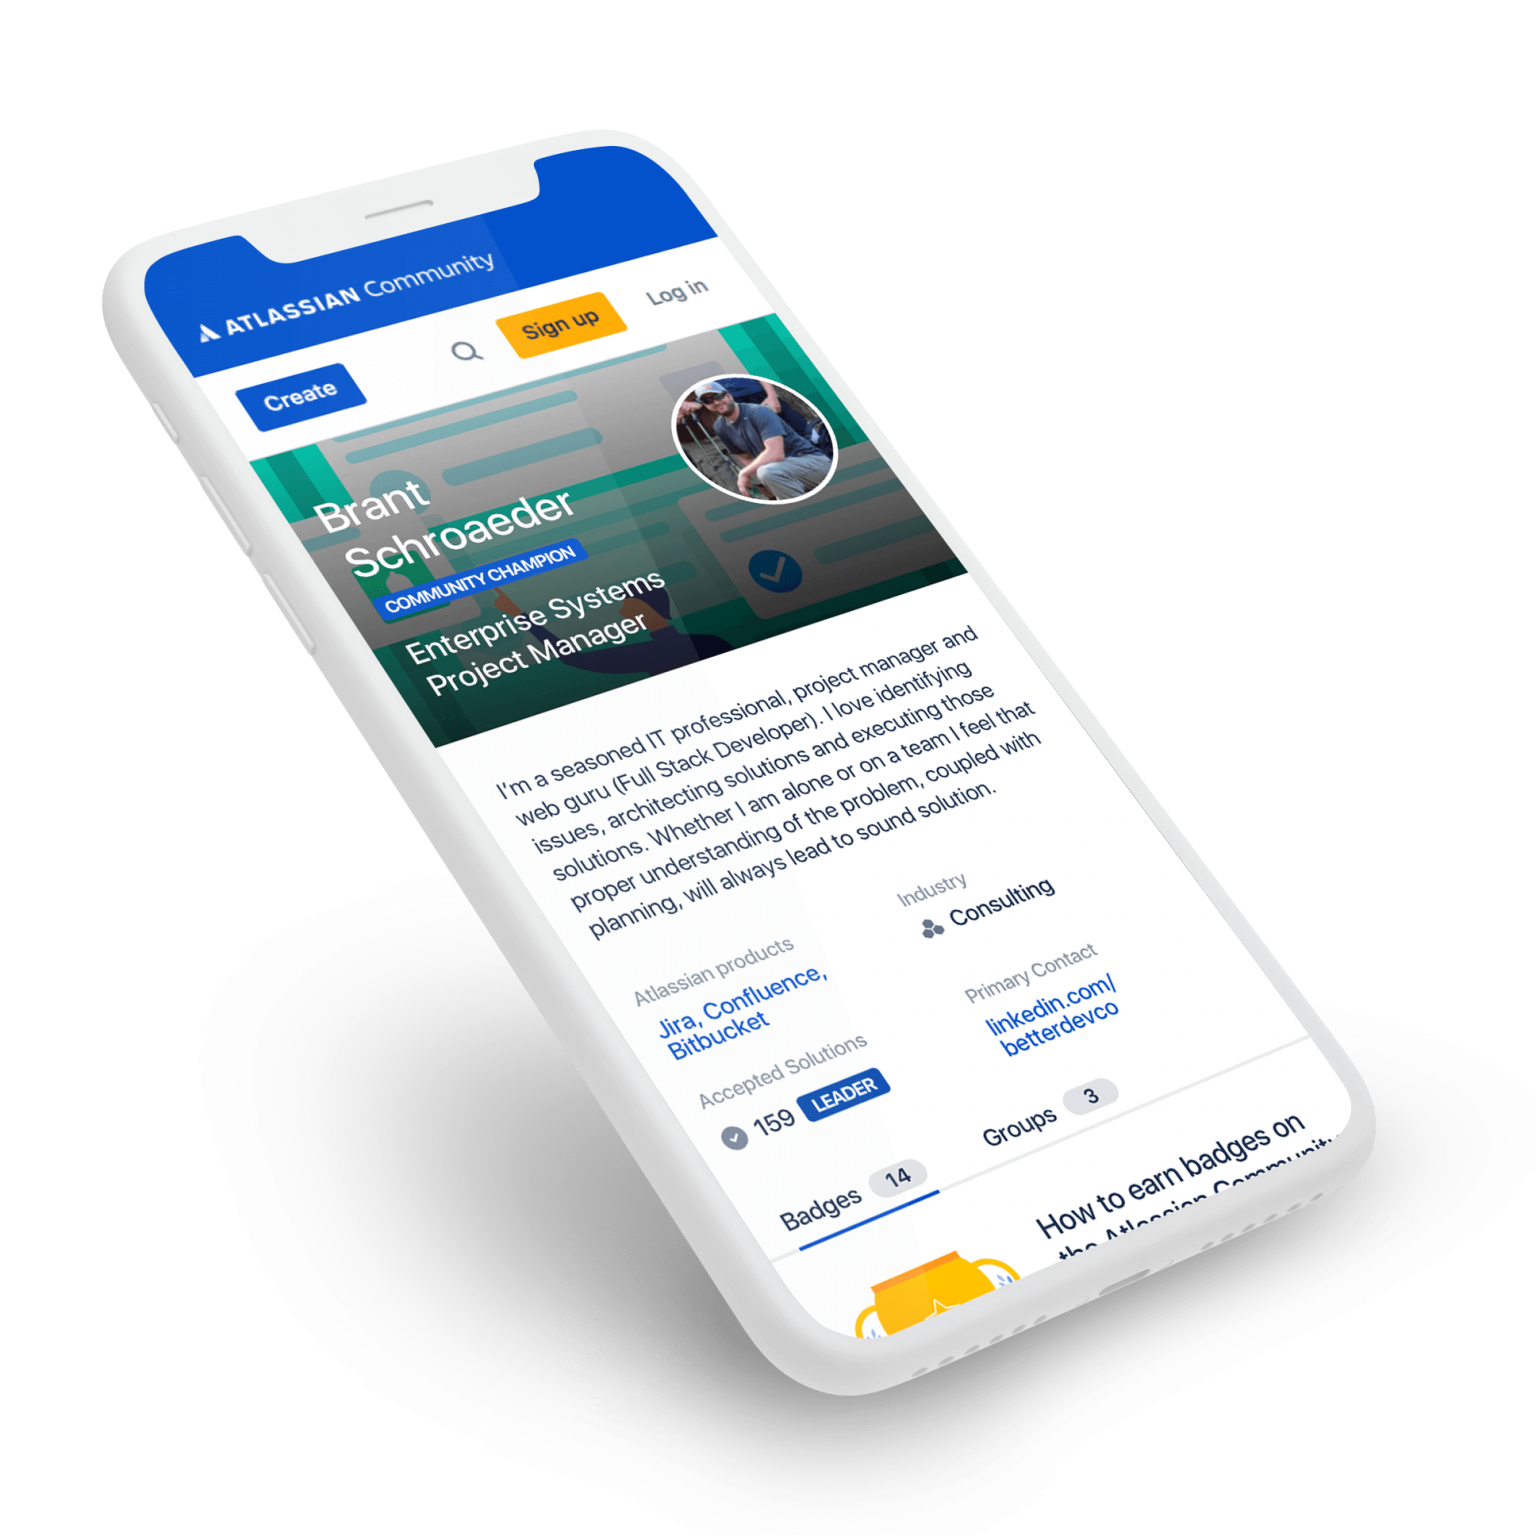 ATLASSIAN Community
Create
Sign up
Log in
Brant
Schroaeder
COMMUNITY CHAMPION
Enterprise Systems
Project Manager
I'm a seasoned IT professional, project manager and
web guru (Full Stack Developer). I love identifying
issues, architecting solutions and executing those
solutions. Whether I am alone or on a team I feel that
proper understanding of the problem, coupled with
planning, will always lead to sound solution.
Atlassian products
Jira, Confluence,
Bitbucket
Industry
Consulting
Accepted Solutions
159 LEADER
Primary Contact
linkedin.com/
betterdevco
Badges 14
Groups 3
How to earn badges on
the Atlassian Community